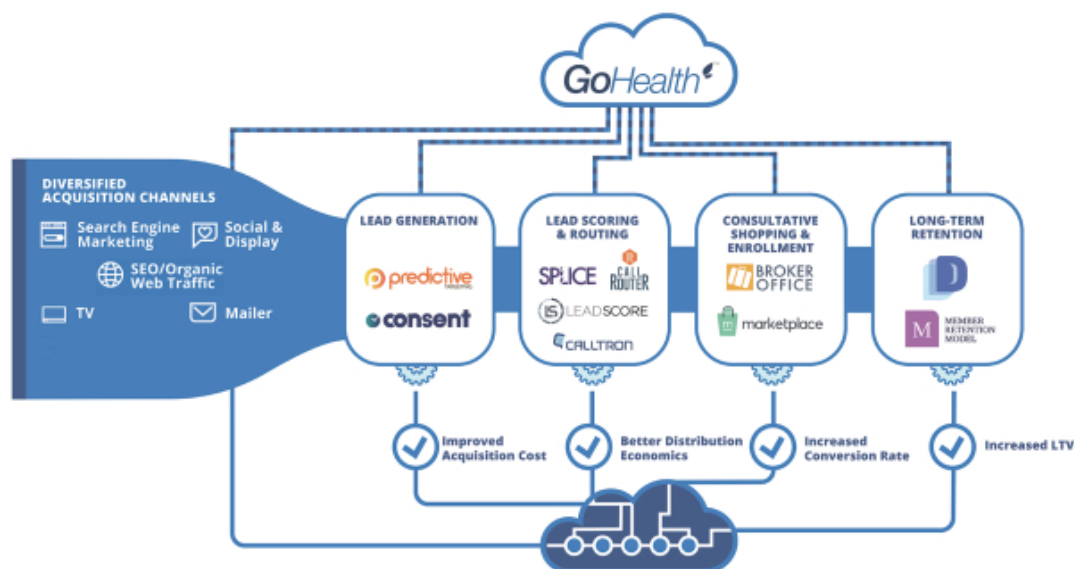 GoHealth
DIVERSIFIED
ACQUISITION CHANNELS
Search Engine
Marketing
Social &
Display
SEO/Organic
Web Traffic
TV
Mailer
LEAD GENERATION
predictive
consent
LEAD SCORING
& ROUTING
SPLICE
CALL
ROUTER
LS LEADSCORE
CALLTRON
CONSULTATIVE
SHOPPING &
ENROLLMENT
BROKER
OFFICE
m marketplace
LONG-TERM
RETENTION
D
M
MEMBER
RETENTION
MODEL
Improved
Acquisition Cost
Better Distribution
Economics
Increased
Conversion Rate
Increased LTV